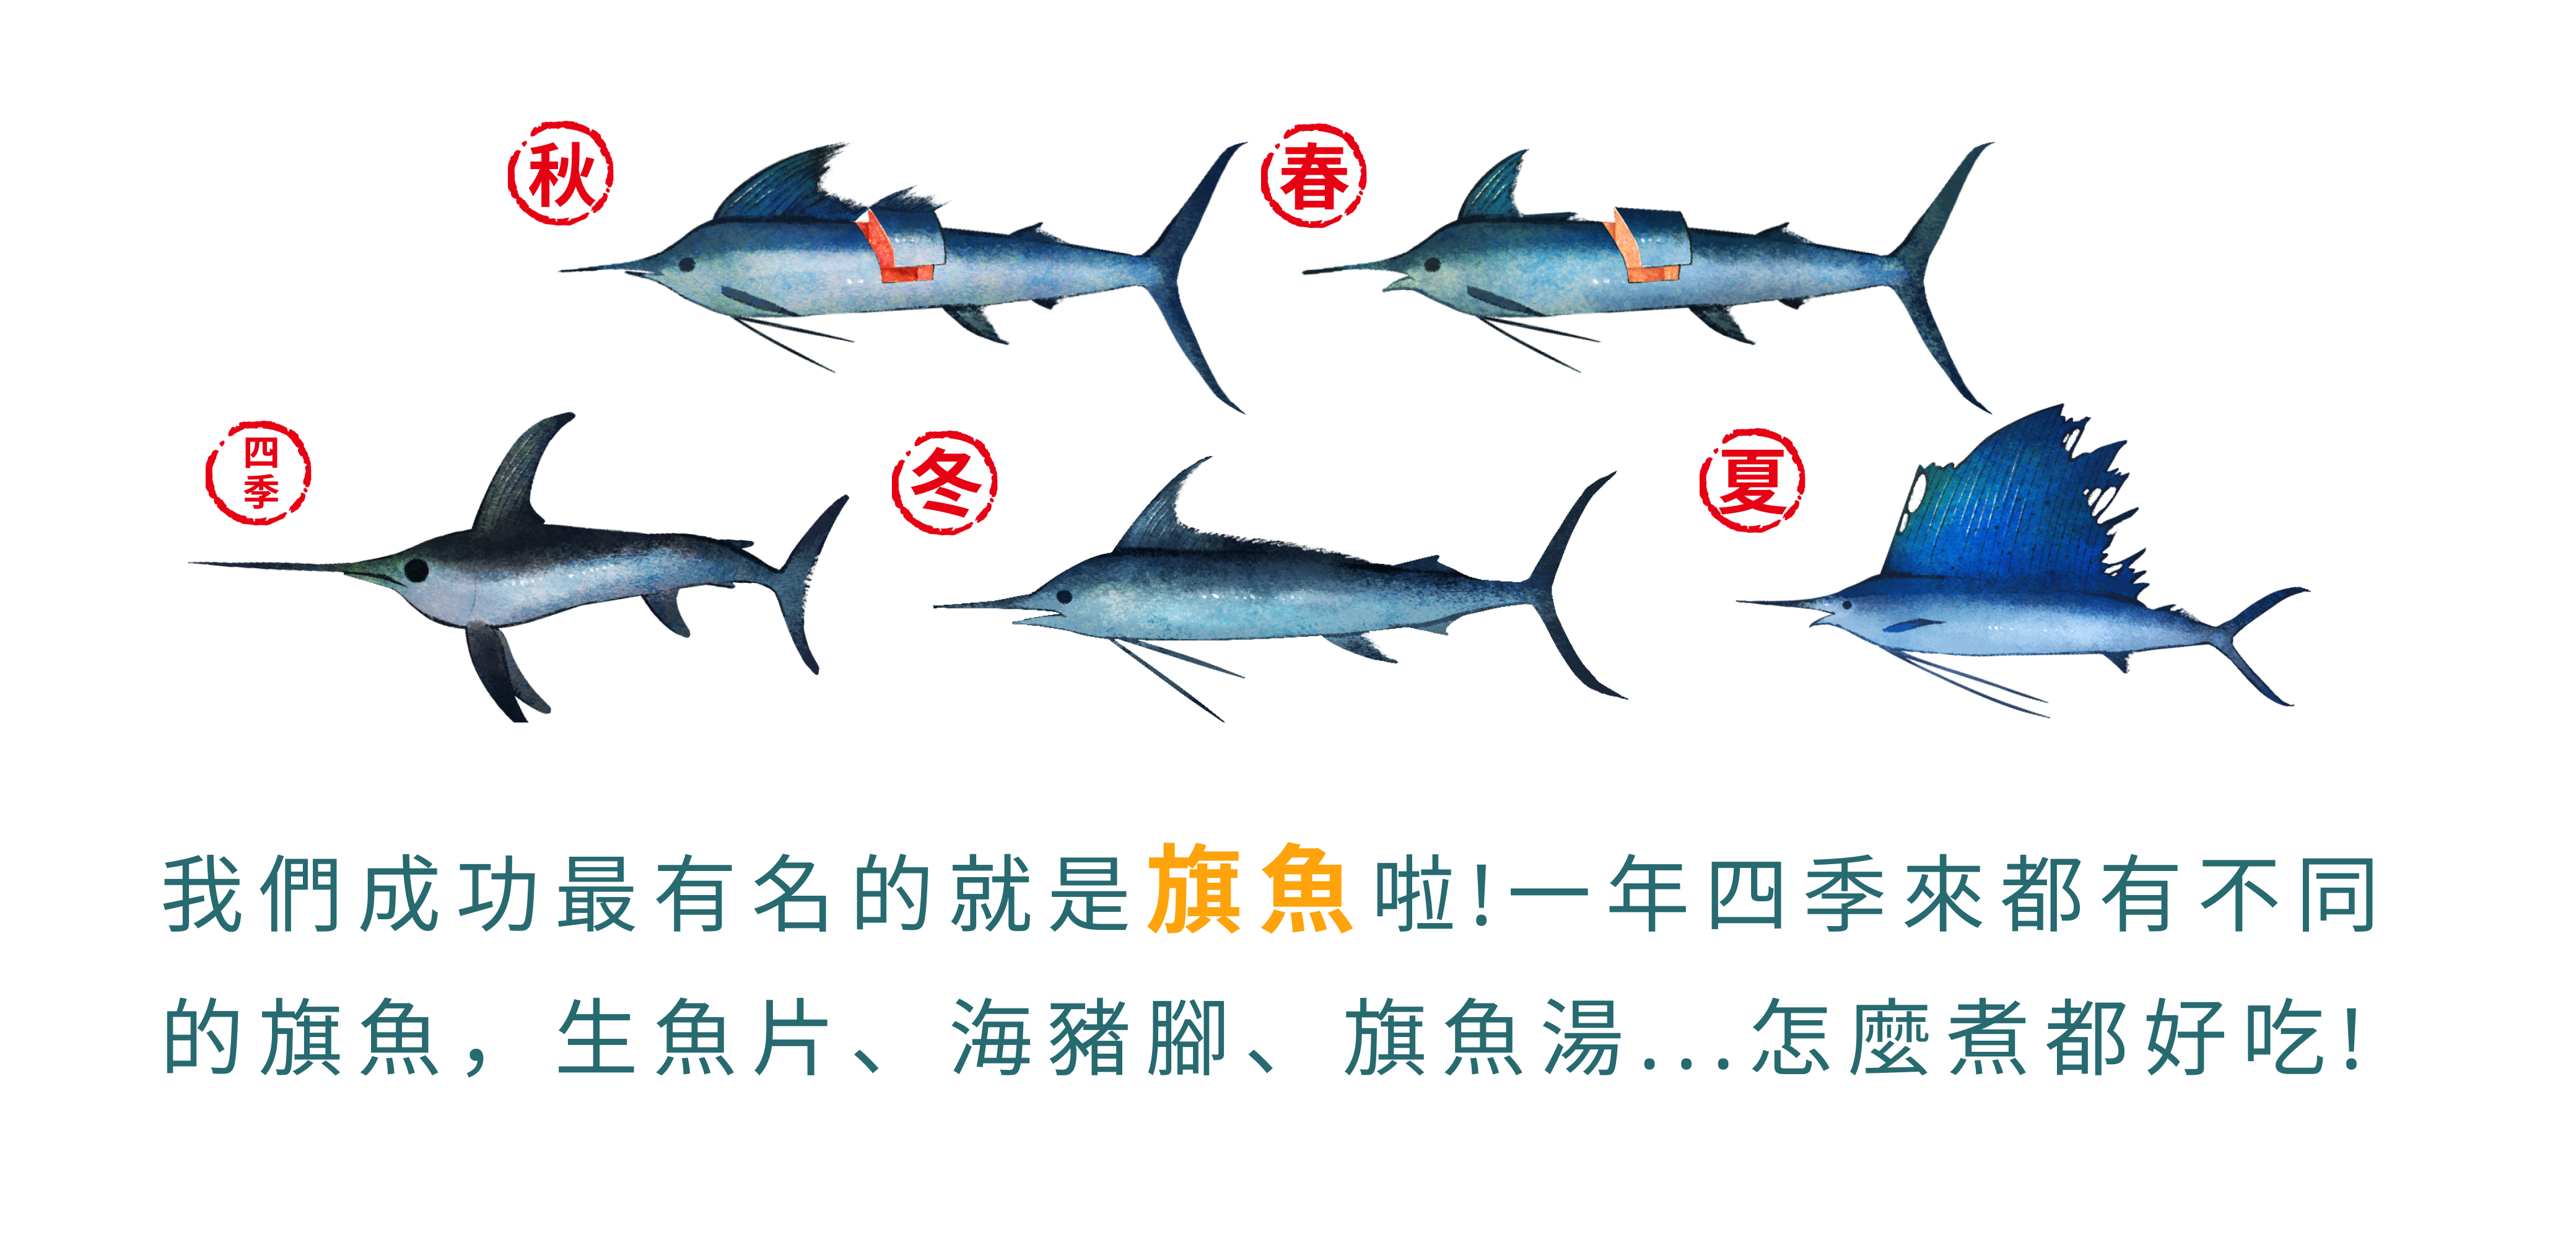 秋
春
四季
冬
夏
我們成功最有名的就是旗魚啦!一年四季來都有不同
的旗魚，生魚片、海豬腳、旗魚湯...怎麼煮都好吃!